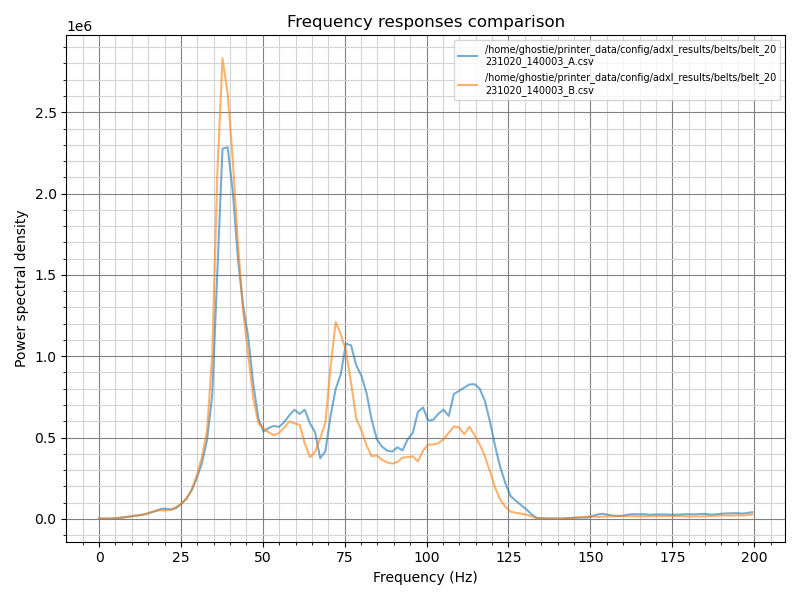 Frequency responses comparison
1e6
/home/ghostie/printer_data/config/adxl_results/belts/belt_20
231020_140003_A.csv
/home/ghostie/printer_data/config/adxl_results/belts/belt_20
231020_140003_B.csv
2.5
2.0
1.5
1.0
0.5
0.0
Power spectral density
0 25 50 75 100 125 150 175 200
Frequency (Hz)